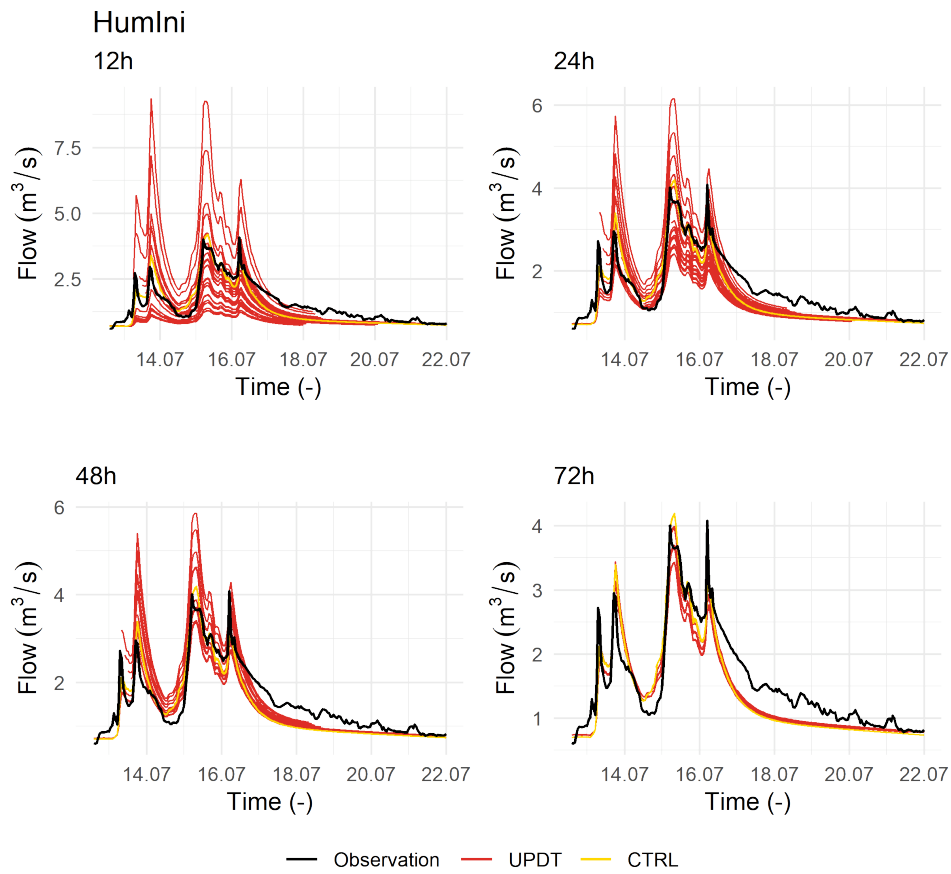 HumIni
12h
24h
Flow (m³/s)
7.5
5.0
2.5
14.07 16.07 18.07 20.07 22.07
Time (-)
Flow (m³/s)
6
4
2
14.07 16.07 18.07 20.07 22.07
Time (-)
48h
72h
Flow (m³/s)
6
4
2
14.07 16.07 18.07 20.07 22.07
Time (-)
Flow (m³/s)
4
3
2
1
14.07 16.07 18.07 20.07 22.07
Time (-)
Observation UPDT CTRL